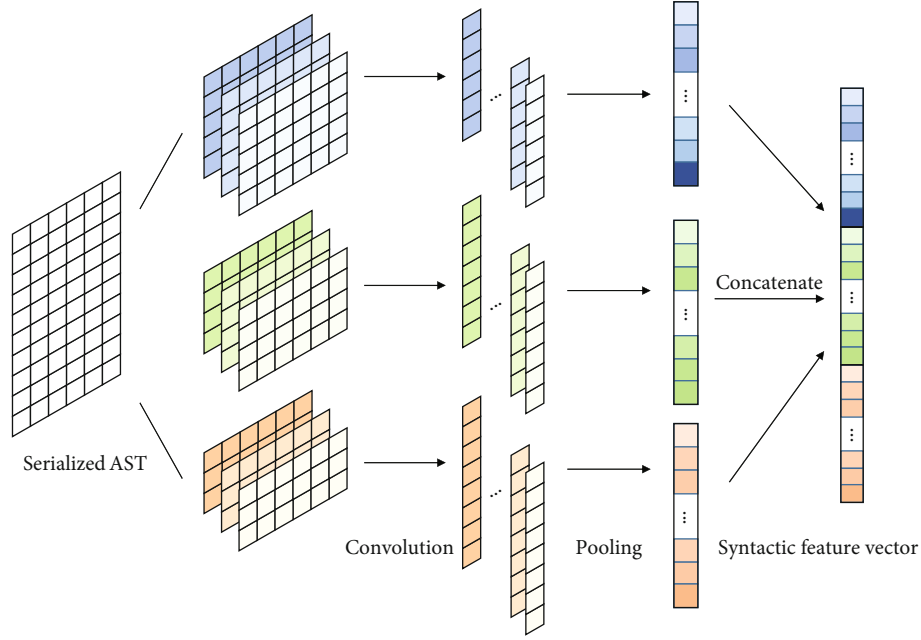 Concatenate
Serialized AST
Convolution
Pooling
Syntactic feature vector